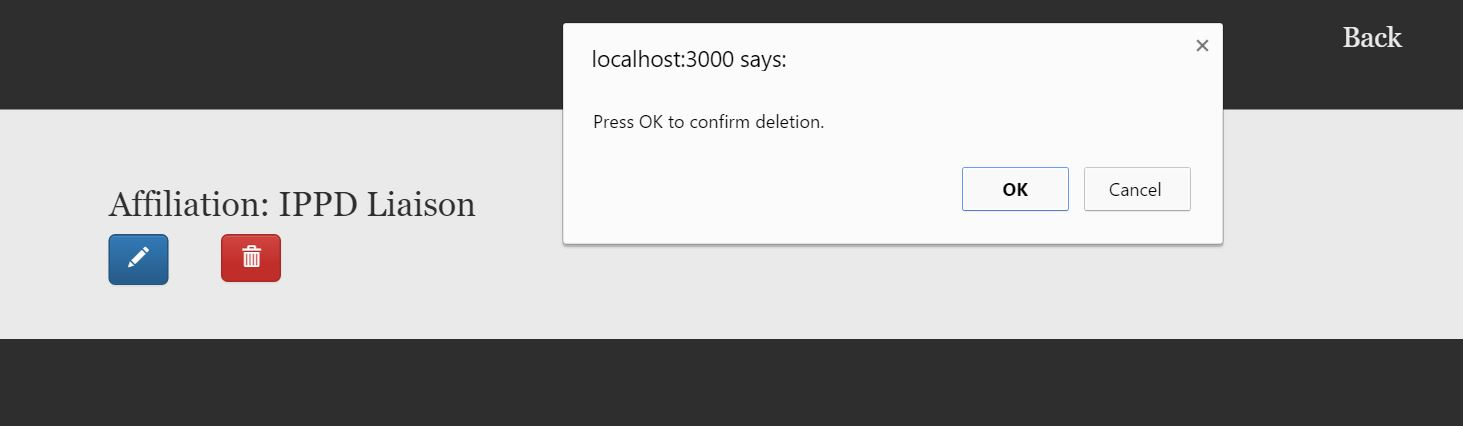 Back
localhost:3000 says:
Press OK to confirm deletion.
OK
Cancel
Affiliation: IPPD Liaison